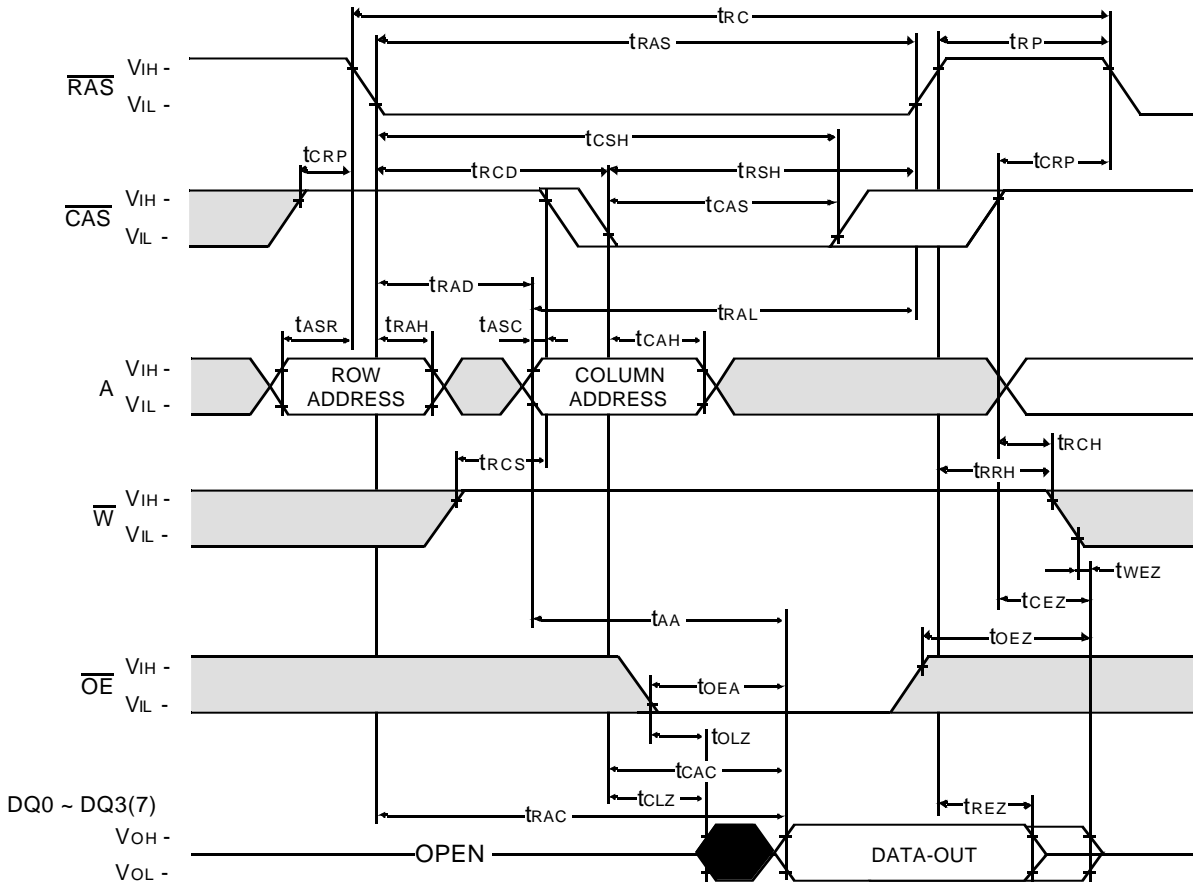 tRC
tRAS tRP
RAS VIH -
VIL -
tCSH
tCRP tRCD tRSH tCRP
CAS VIH -
tCAS
VIL -
tRAD
tRAL
tASR tRAH tASC tCAH
A VIH -
VIL -
ROW
ADDRESS
COLUMN
ADDRESS
tRCH
tRCS tRRH
W VIH -
VIL -
tWEZ
tCEZ
tAA
tOEZ
OE VIH -
VIL -
tOEA
tOLZ
tCAC
tCLZ
DQ0 ~ DQ3(7)
tRAC tREZ
VOH -
VOL -
OPEN DATA-OUT